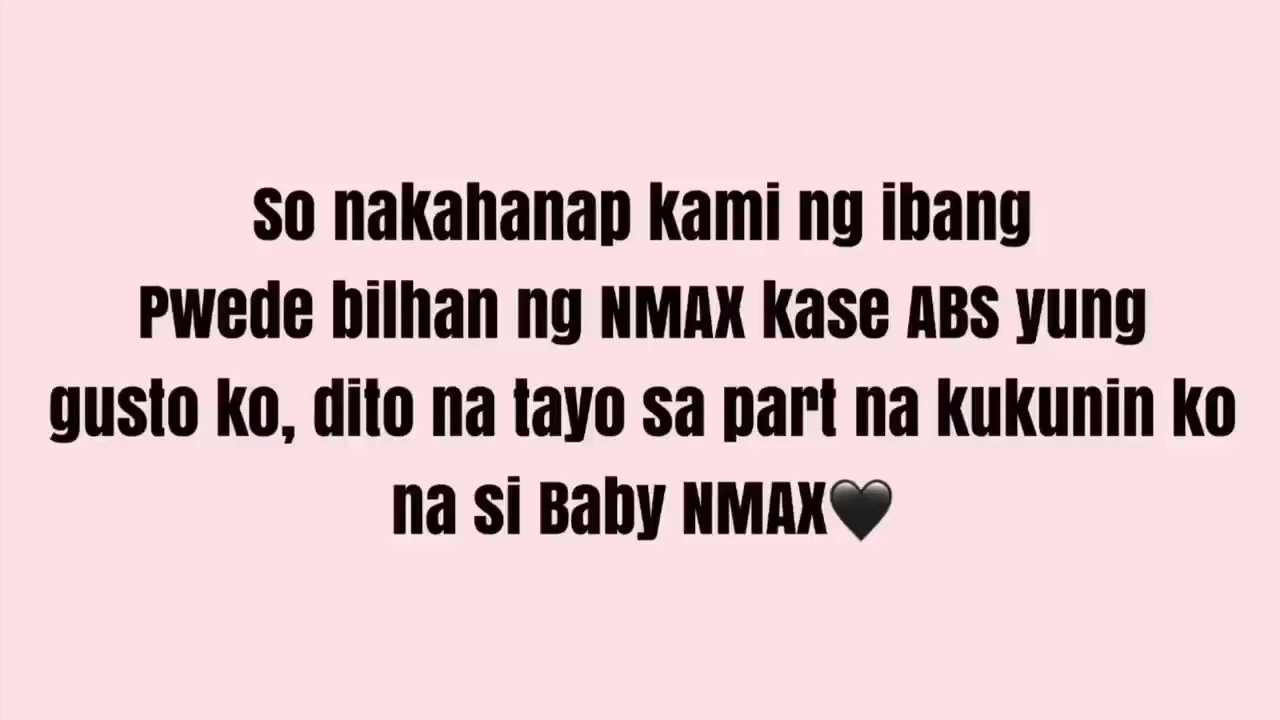 So nakahanap kami ng ibang
Pwede bilhan ng NMAX kase ABS yung
gusto ko, dito na tayo sa part na kukunin ko
na si Baby NMAX🖤